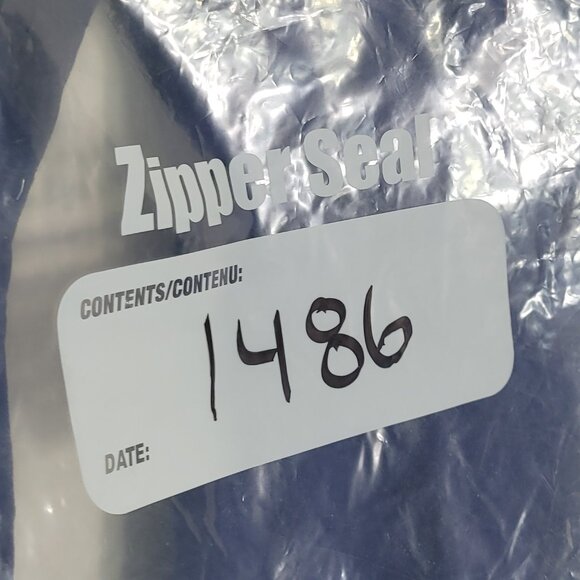 Zipper Seal
CONTENTS/CONTENU:
1486
DATE: